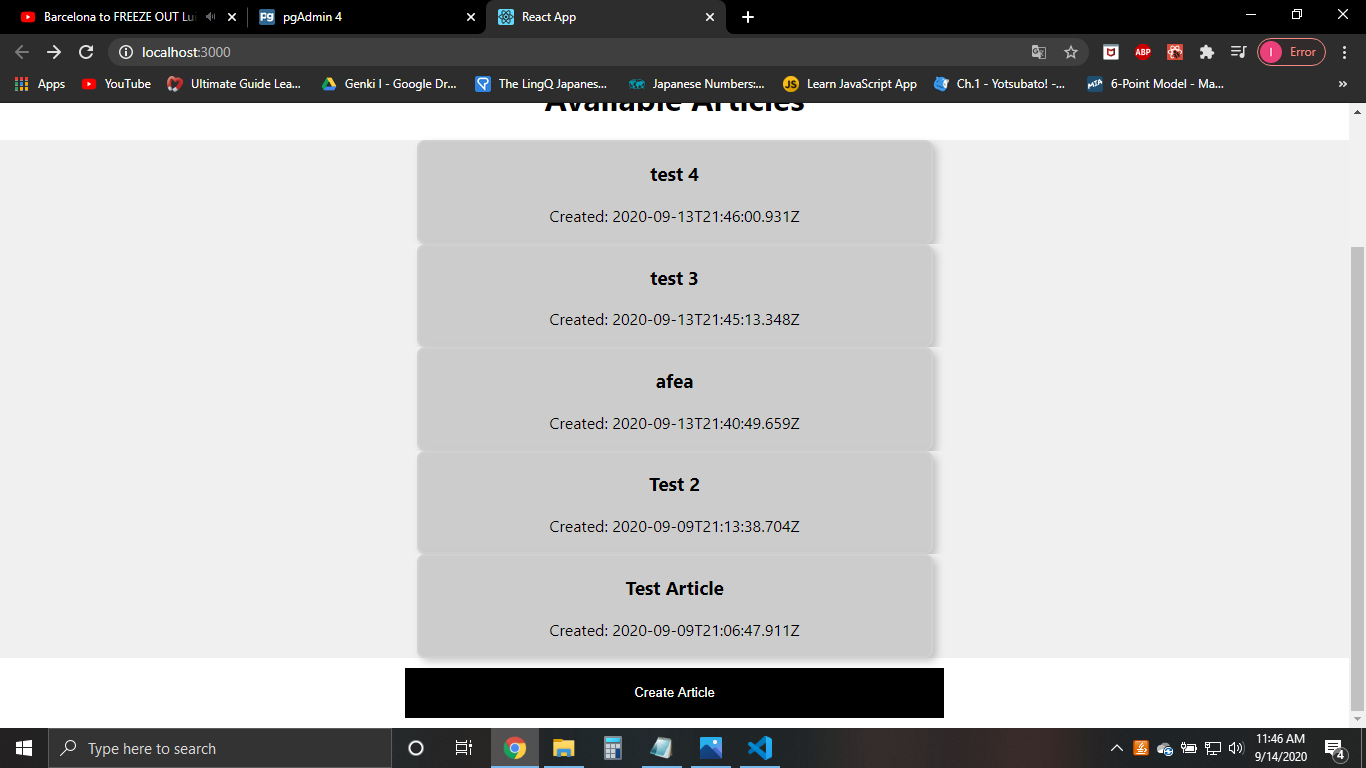 Barcelona to FREEZE OUT Lui
pgAdmin 4
React App
localhost:3000
Error
Apps
YouTube
Ultimate Guide Lea...
Genki I - Google Dr...
The LingQ Japanes...
Japanese Numbers:...
Learn JavaScript App
Ch.1 - Yotsubato! -...
6-Point Model - Ma...
Available Articles
test 4
Created: 2020-09-13T21:46:00.931Z
test 3
Created: 2020-09-13T21:45:13.348Z
afea
Created: 2020-09-13T21:40:49.659Z
Test 2
Created: 2020-09-09T21:13:38.704Z
Test Article
Created: 2020-09-09T21:06:47.911Z
Create Article
Type here to search
11:46 AM
9/14/2020
4